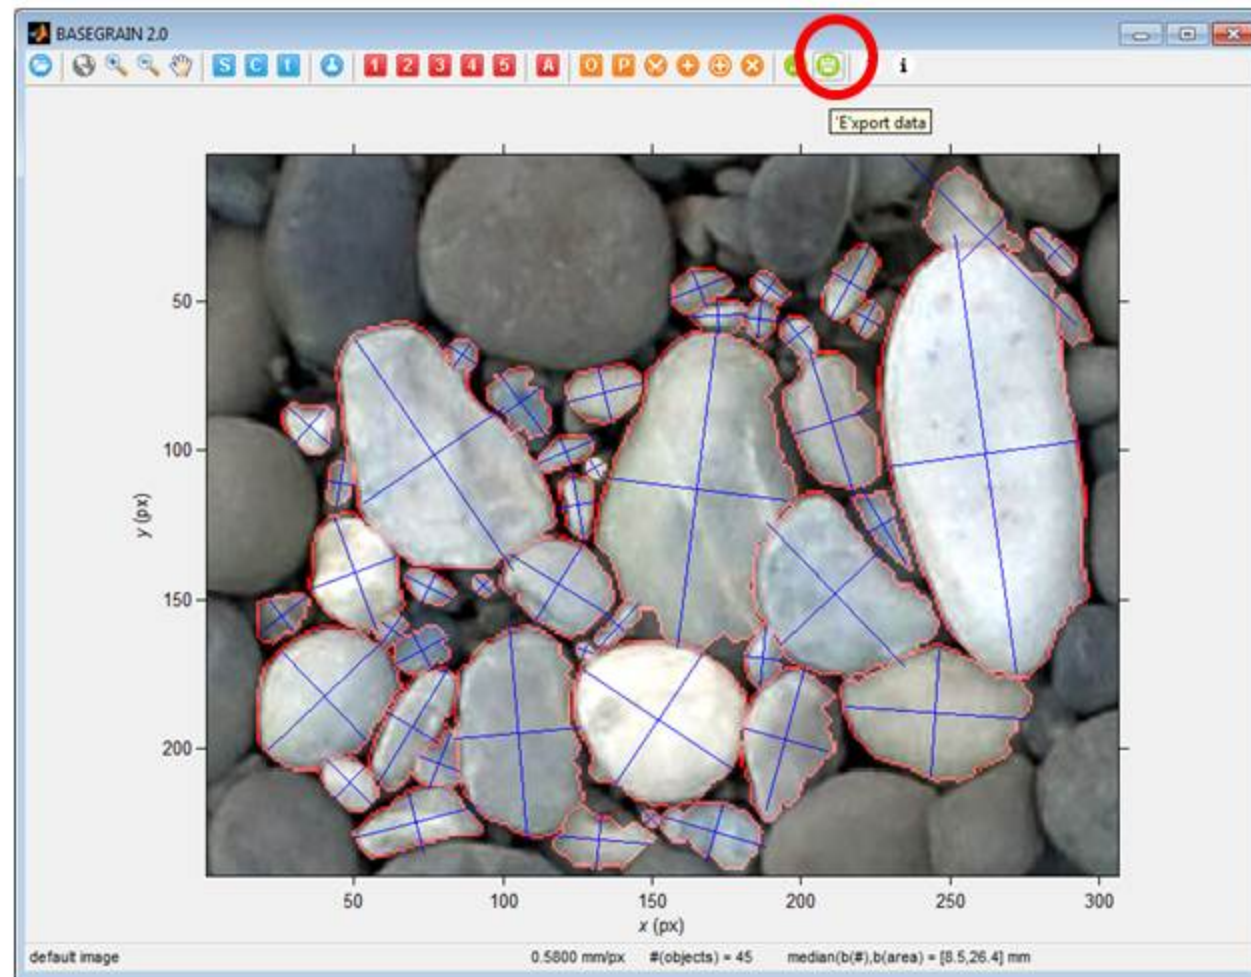 BASEGRAIN 2.0
S C t 1 2 3 4 5 A O P i
'E'xport data
50
100
150
200
y (px)
50 100 150 200 250 300
x (px)
default image 0.5800 mm/px #(objects) = 45 median(b(#),b(area) = [8.5,26.4] mm